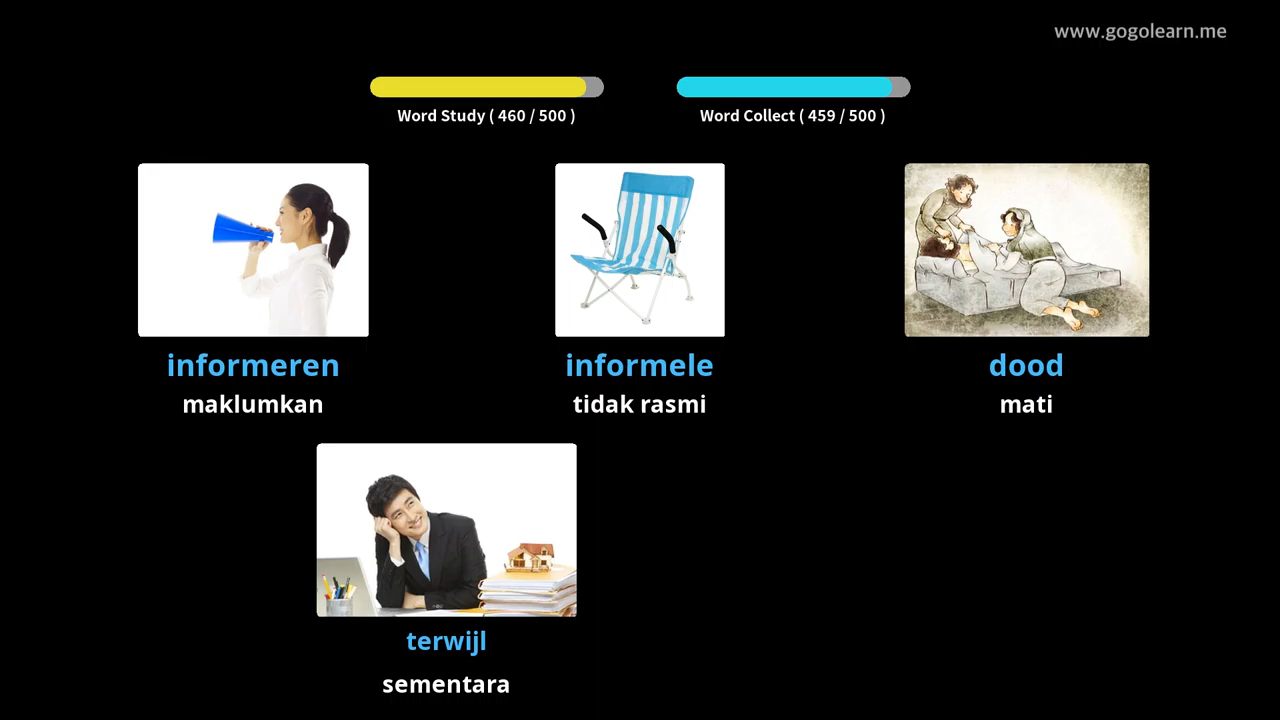 www.gogolearn.me
Word Study ( 460 / 500 )
Word Collect ( 459 / 500 )
informeren
maklumkan
informele
tidak rasmi
dood
mati
terwijl
sementara